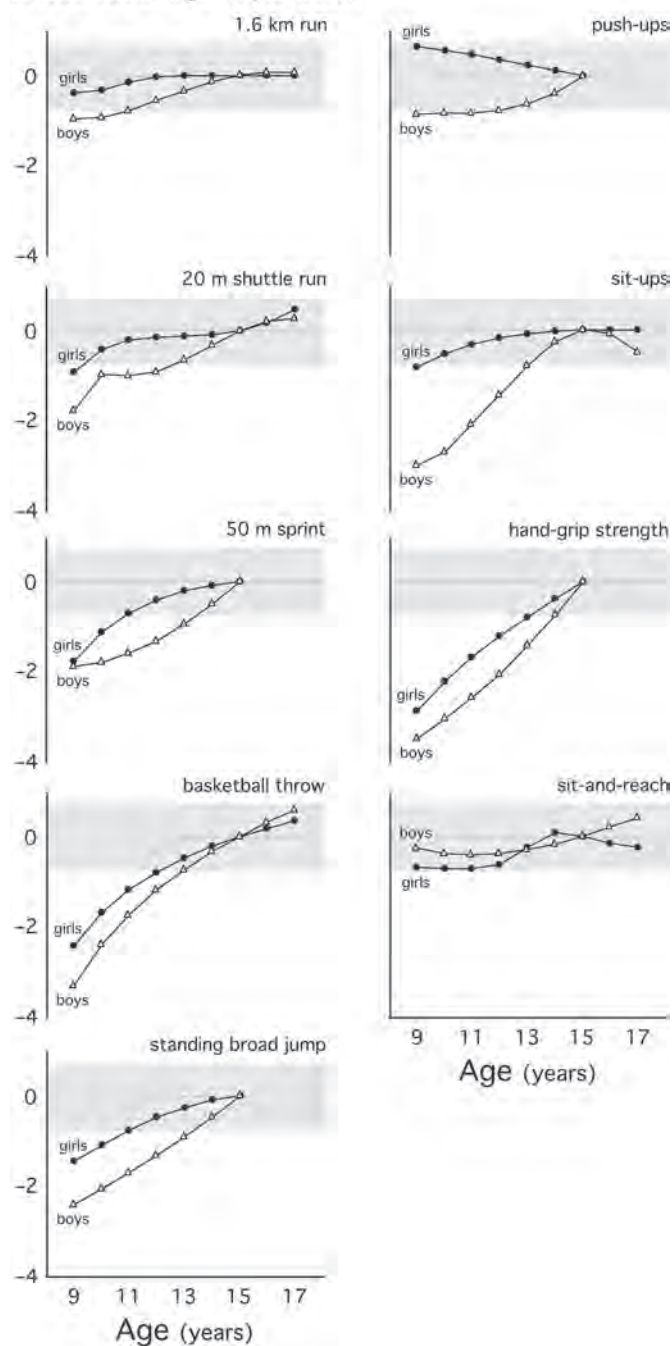 1.6 km run
0
girls
boys
-2
-4
push-ups
girls
boys
20 m shuttle run
0
girls
-2
boys
-4
sit-ups
girls
boys
50 m sprint
0
girls
-2
boys
-4
hand-grip strength
girls
boys
basketball throw
0
-2
girls
boys
-4
sit-and-reach
boys
girls
9 11 13 15 17
Age (years)
standing broad jump
0
girls
-2
boys
-4
9 11 13 15 17
Age (years)